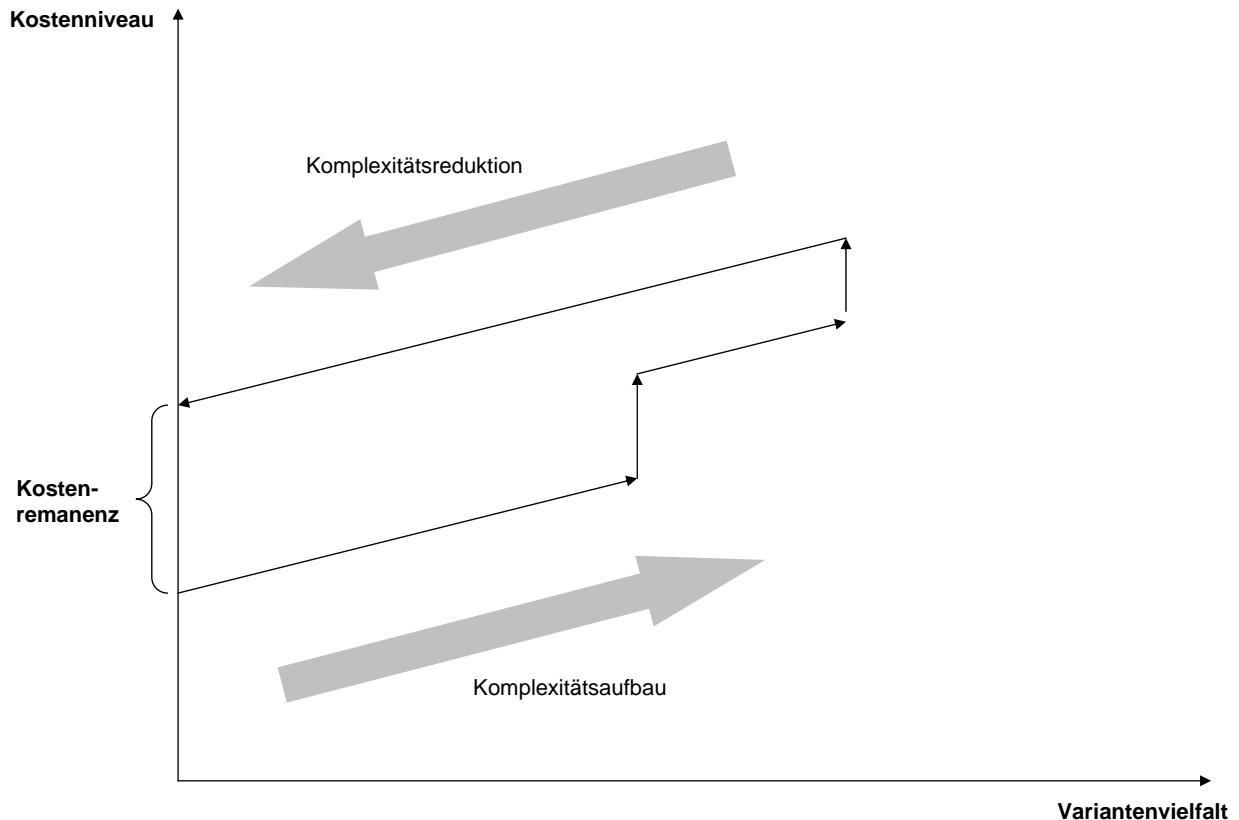 Kostenniveau
Komplexitätsreduktion
Kosten-
remanenz
Komplexitätsaufbau
Variantenvielfalt